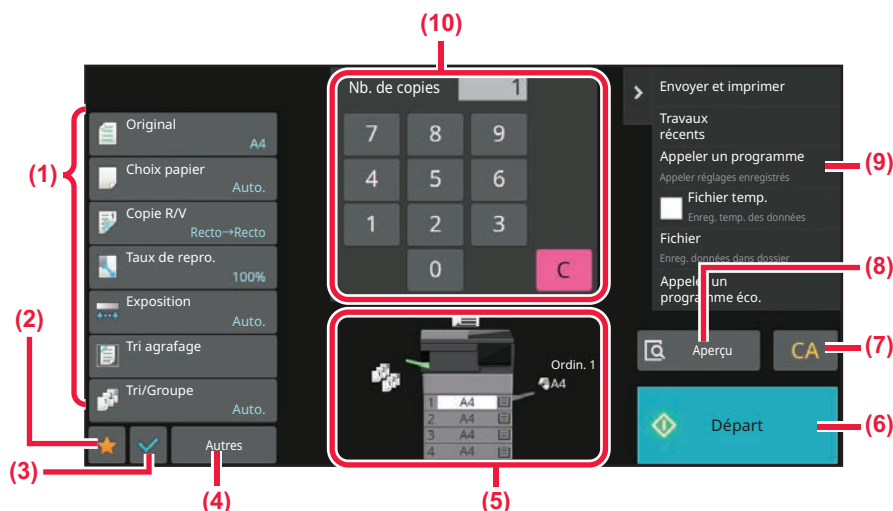 (10)
Nb. de copies 1
7 8 9
4 5 6
1 2 3
0 C
(1)
Original
A4
Choix papier
Auto.
Copie R/V
Recto→Recto
Taux de repro.
100%
Exposition
Auto.
Tri agrafage
Tri/Groupe
Auto.
(2)
(3)
Autres
(4)
Ordin. 1
A4
1 A4
2 A4
3 A4
4 A4
(5)
Envoyer et imprimer
Travaux
récents
Appeler un programme
Appeler réglages enregistrés
Fichier temp.
Enreg. temp. des données
Fichier
Enreg. données dans dossier
Appeler un
programme éco.
(9)
(8)
Aperçu
CA
(7)
Départ
(6)